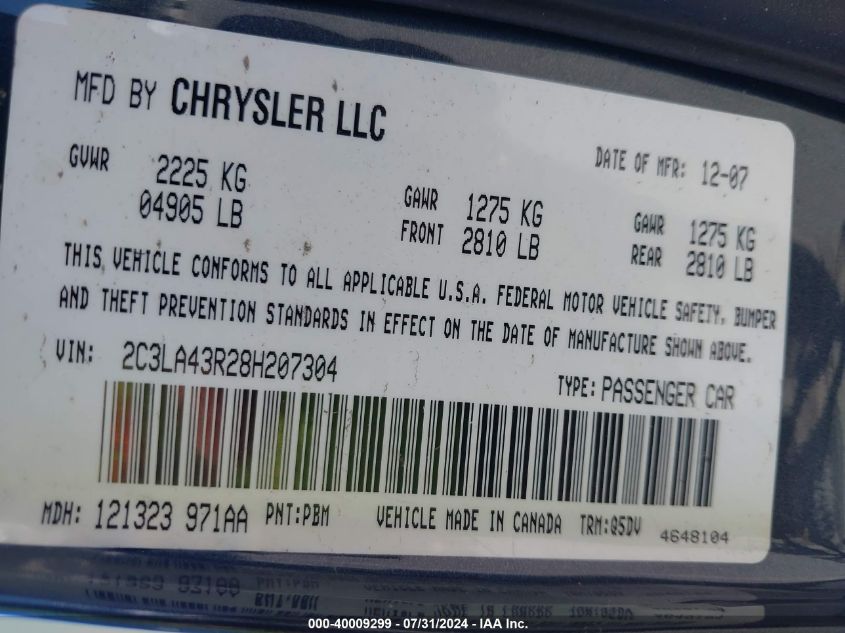 MFD BY CHRYSLER LLC
DATE OF MFR: 12-07
GVWR 2225 KG
04905 LB
GAWR 1275 KG
FRONT 2810 LB
GAWR 1275 KG
REAR 2810 LB
THIS VEHICLE CONFORMS TO ALL APPLICABLE U.S.A. FEDERAL MOTOR VEHICLE SAFETY, BUMPER
AND THEFT PREVENTION STANDARDS IN EFFECT ON THE DATE OF MANUFACTURE SHOWN ABOVE.
VIN: 2C3LA43R28H207304
TYPE: PASSENGER CAR
MDH: 121323 971AA PNT:PBM VEHICLE MADE IN CANADA TRM:Q5DV 4648104
000-40009299 - 07/31/2024 - IAA Inc.